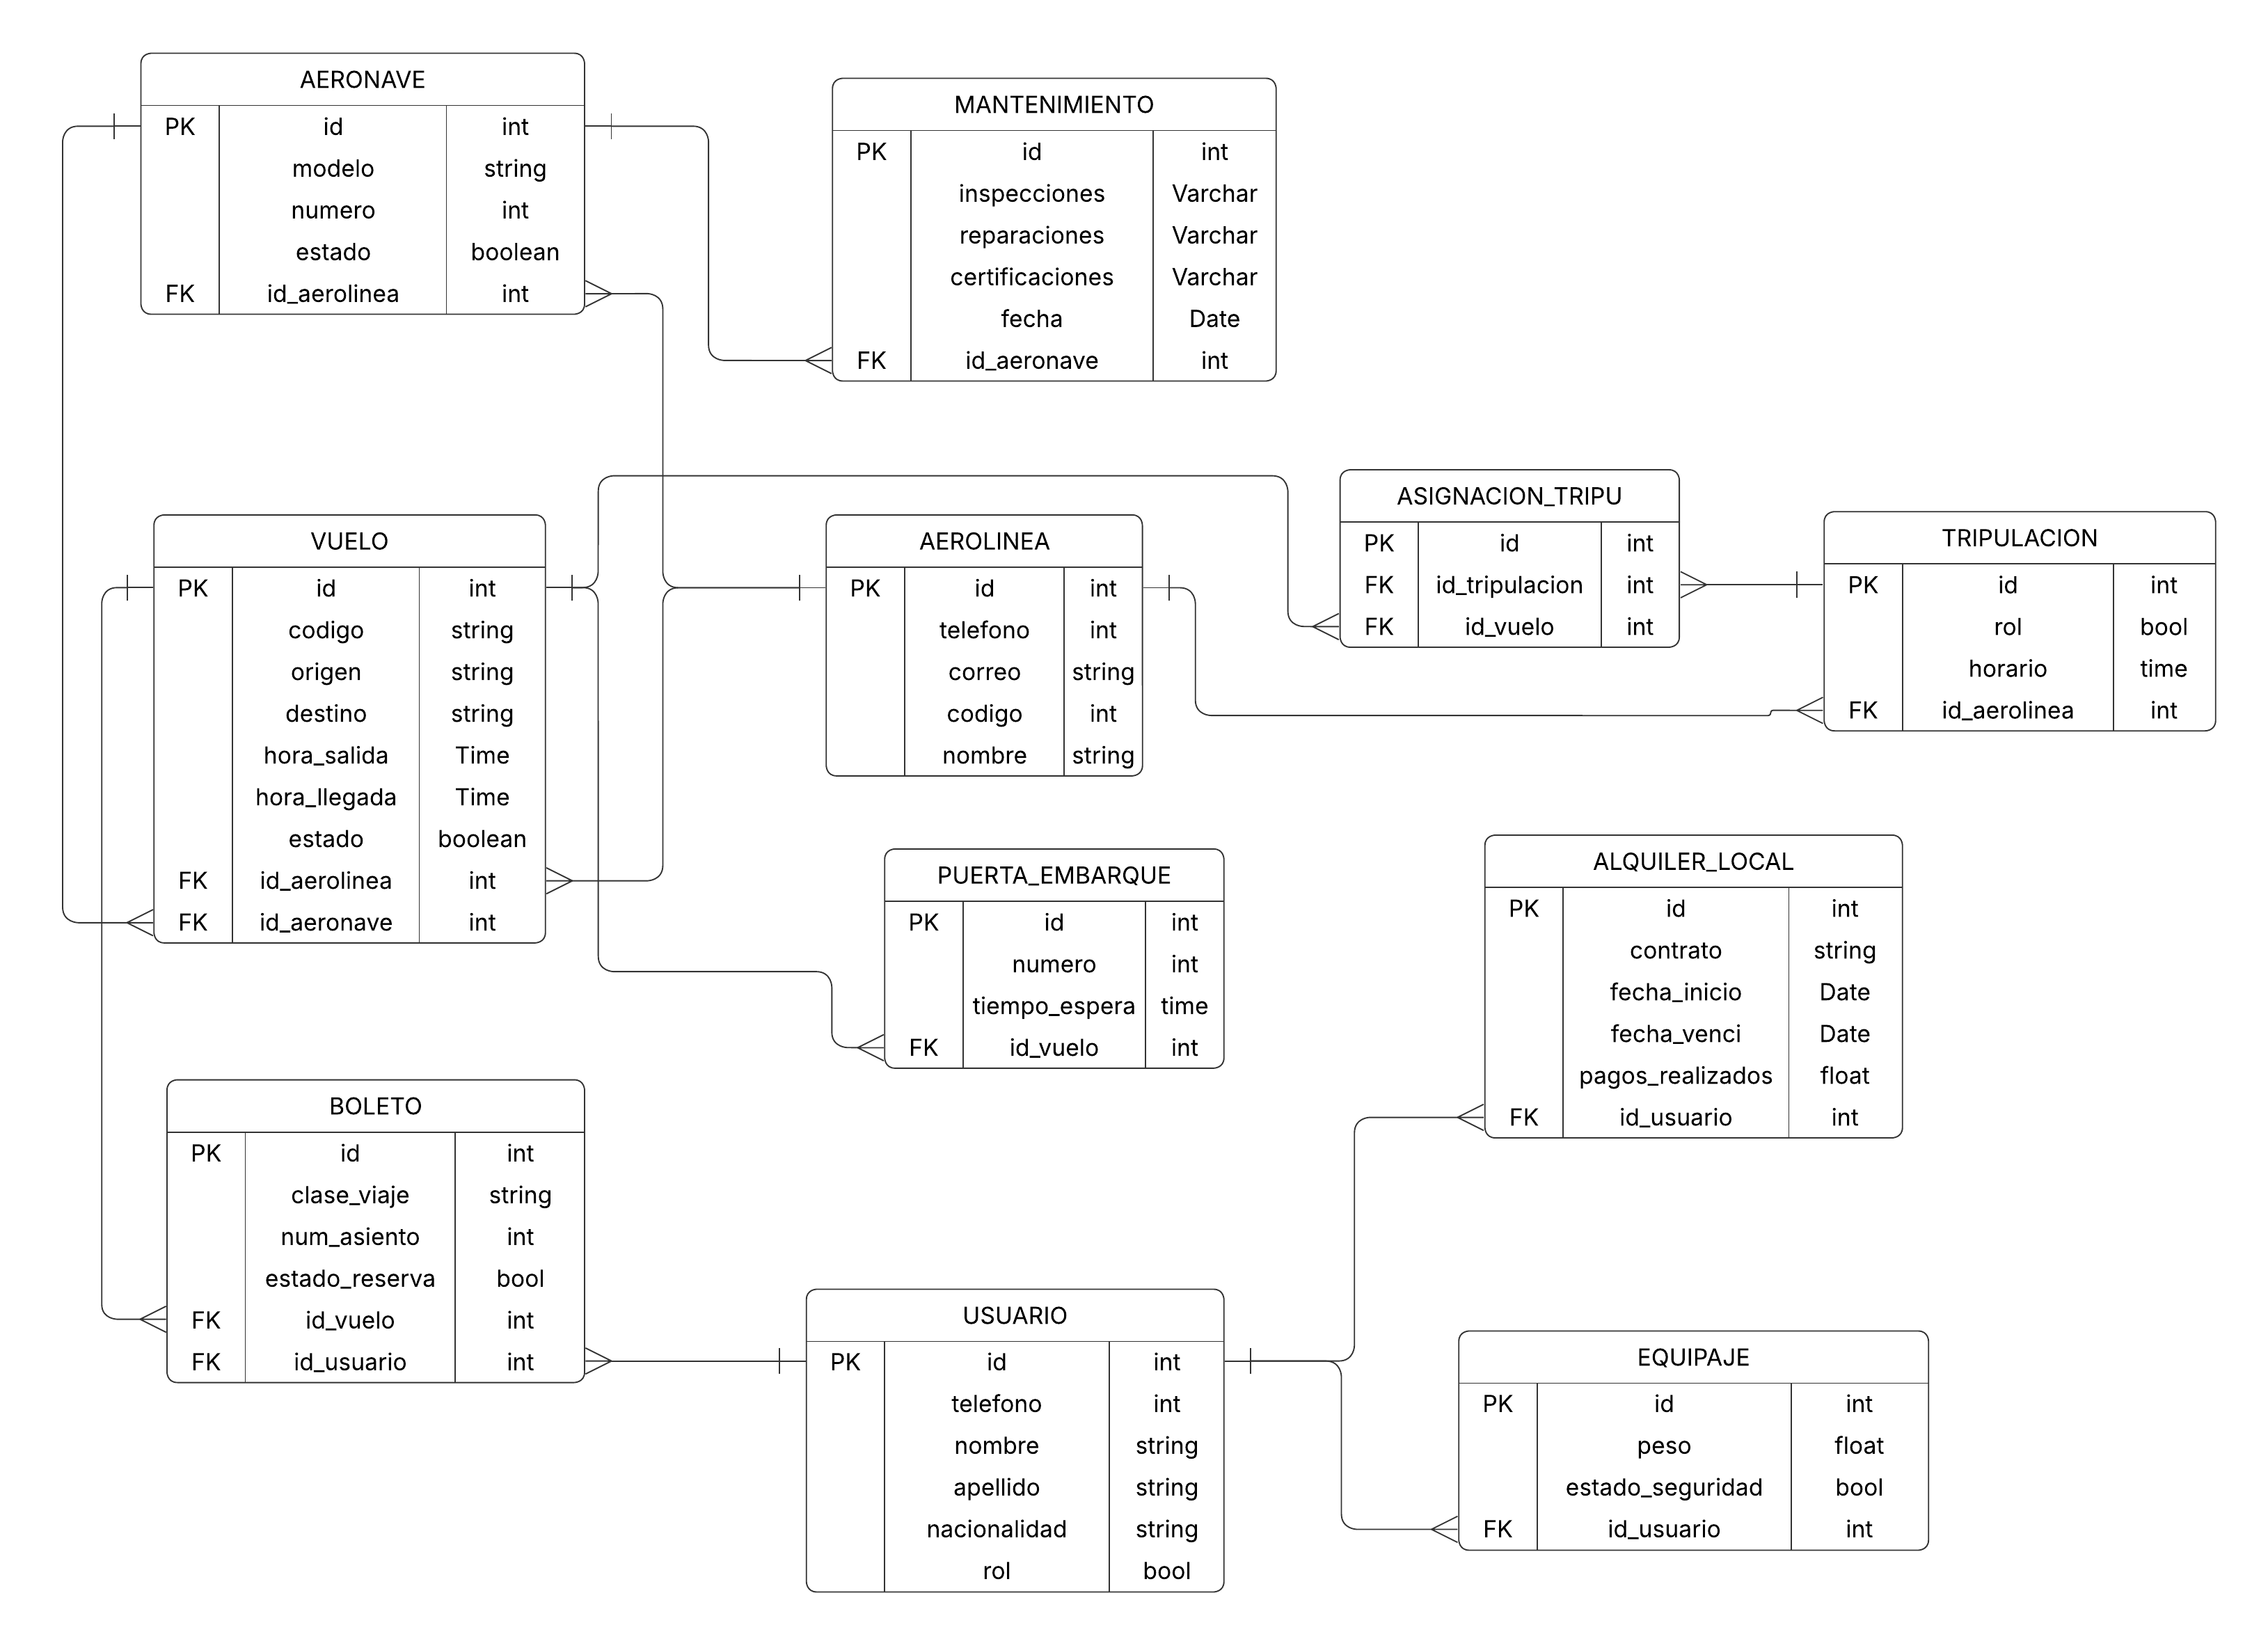 AERONAVE
PK id int
modelo string
numero int
estado boolean
FK id_aerolinea int
MANTENIMIENTO
PK id int
inspecciones Varchar
reparaciones Varchar
certificaciones Varchar
fecha Date
FK id_aeronave int
VUELO
PK id int
codigo string
origen string
destino string
hora_salida Time
hora_llegada Time
estado boolean
FK id_aerolinea int
FK id_aeronave int
AEROLINEA
PK id int
telefono int
correo string
codigo int
nombre string
ASIGNACION_TRIPU
PK id int
FK id_tripulacion int
FK id_vuelo int
TRIPULACION
PK id int
rol bool
horario time
FK id_aerolinea int
PUERTA_EMBARQUE
PK id int
numero int
tiempo_espera time
FK id_vuelo int
ALQUILER_LOCAL
PK id int
contrato string
fecha_inicio Date
fecha_venci Date
pagos_realizados float
FK id_usuario int
BOLETO
PK id int
clase_viaje string
num_asiento int
estado_reserva bool
FK id_vuelo int
FK id_usuario int
USUARIO
PK id int
telefono int
nombre string
apellido string
nacionalidad string
rol bool
EQUIPAJE
PK id int
peso float
estado_seguridad bool
FK id_usuario int